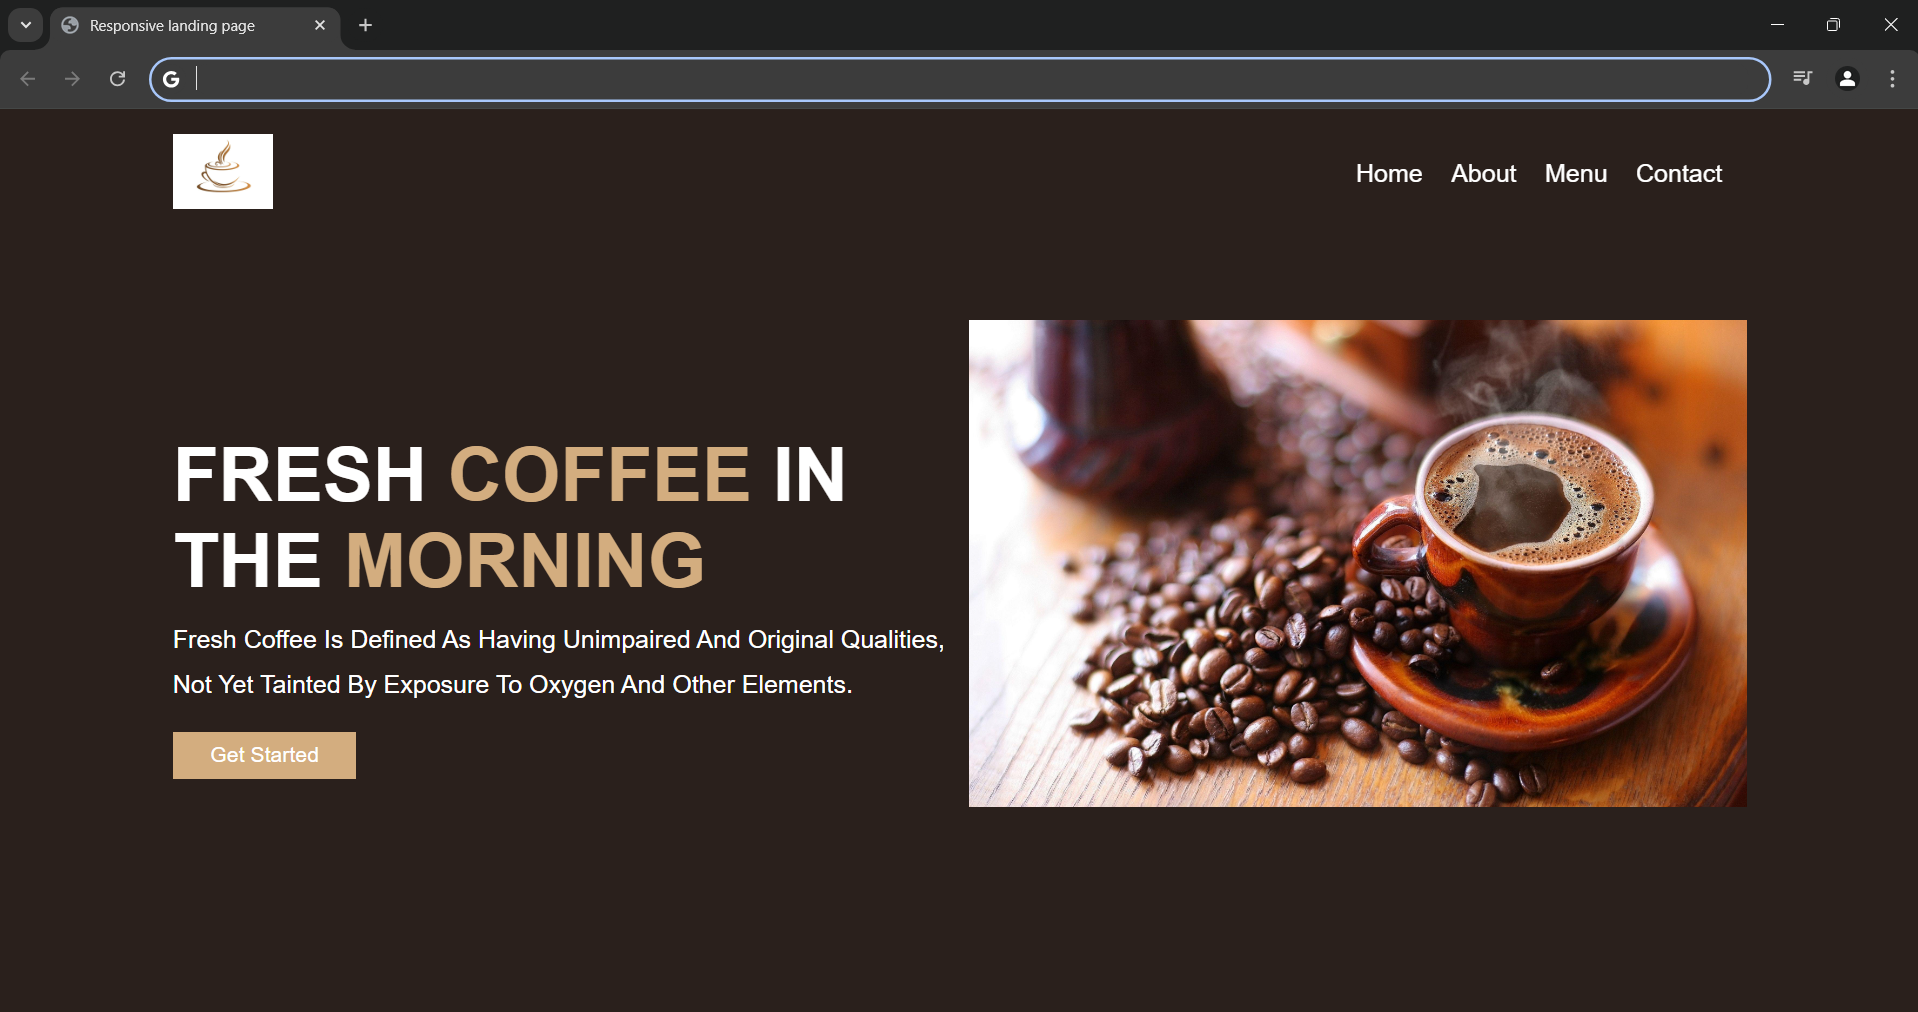 Responsive landing page
Home About Menu Contact
FRESH COFFEE IN
THE MORNING
Fresh Coffee Is Defined As Having Unimpaired And Original Qualities,
Not Yet Tainted By Exposure To Oxygen And Other Elements.
Get Started